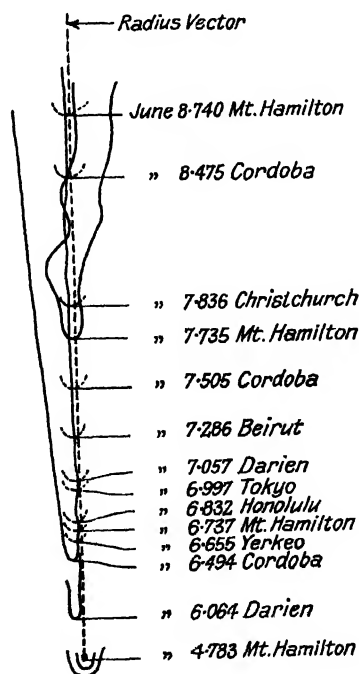 Radius Vector
June 8·740 Mt. Hamilton
" 8·475 Cordoba
" 7·836 Christchurch
" 7·735 Mt. Hamilton
" 7·505 Cordoba
" 7·286 Beirut
" 7·057 Darien
" 6·997 Tokyo
" 6·832 Honolulu
" 6·737 Mt. Hamilton
" 6·655 Yerkeo
" 6·494 Cordoba
" 6·064 Darien
" 4·783 Mt. Hamilton